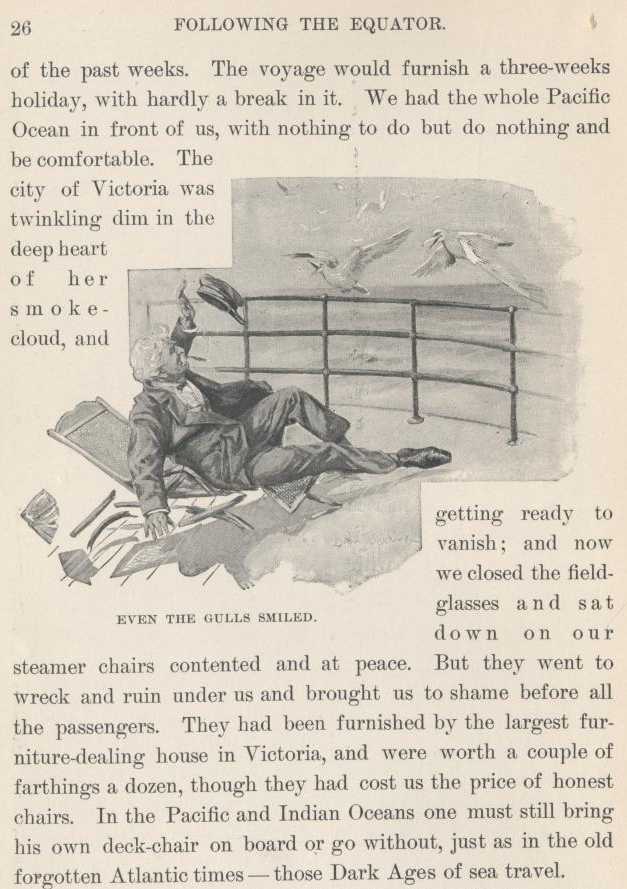 26
FOLLOWING THE EQUATOR.
of the past weeks. The voyage would furnish a three-weeks
holiday, with hardly a break in it. We had the whole Pacific
Ocean in front of us, with nothing to do but do nothing and
be comfortable. The
city of Victoria was
twinkling dim in the
deep heart
of her
smoke-
cloud, and
getting ready to
vanish; and now
we closed the field-
glasses and sat
down on our
EVEN THE GULLS SMILED.
steamer chairs contented and at peace. But they went to
wreck and ruin under us and brought us to shame before all
the passengers. They had been furnished by the largest fur-
niture-dealing house in Victoria, and were worth a couple of
farthings a dozen, though they had cost us the price of honest
chairs. In the Pacific and Indian Oceans one must still bring
his own deck-chair on board or go without, just as in the old
forgotten Atlantic times — those Dark Ages of sea travel.